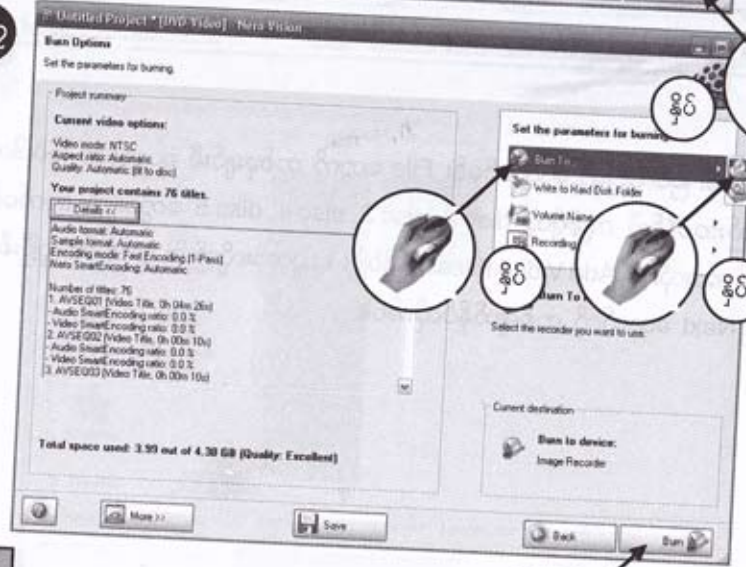 Untitled Project * [DVD-Video] - Nero Vision
Burn Options
Set the parameters for burning.
Project summary
Current video options:
Video mode: NTSC
Aspect ratio: Automatic
Quality: Automatic (fit to disc)
Your project contains 76 titles.
Details <<
Audio format: Automatic
Sample format: Automatic
Encoding mode: Fast Encoding (1-Pass)
Nero SmartEncoding: Automatic
Number of titles: 76
1. AVSEQ01 (Video Title, 0h 04m 26s)
- Audio SmartEncoding ratio: 0.0 %
- Video SmartEncoding ratio: 0.0 %
2. AVSEQ02 (Video Title, 0h 00m 10s)
- Audio SmartEncoding ratio: 0.0 %
- Video SmartEncoding ratio: 0.0 %
3. AVSEQ03 (Video Title, 0h 00m 10s)
Total space used: 3.99 out of 4.38 GB (Quality: Excellent)
Set the parameters for burning
Burn To
Write to Hard Disk Folder
Volume Name
Recording
Burn To
Select the recorder you want to use.
Current destination
Burn to device:
Image Recorder
More >>
Save
Back
Burn